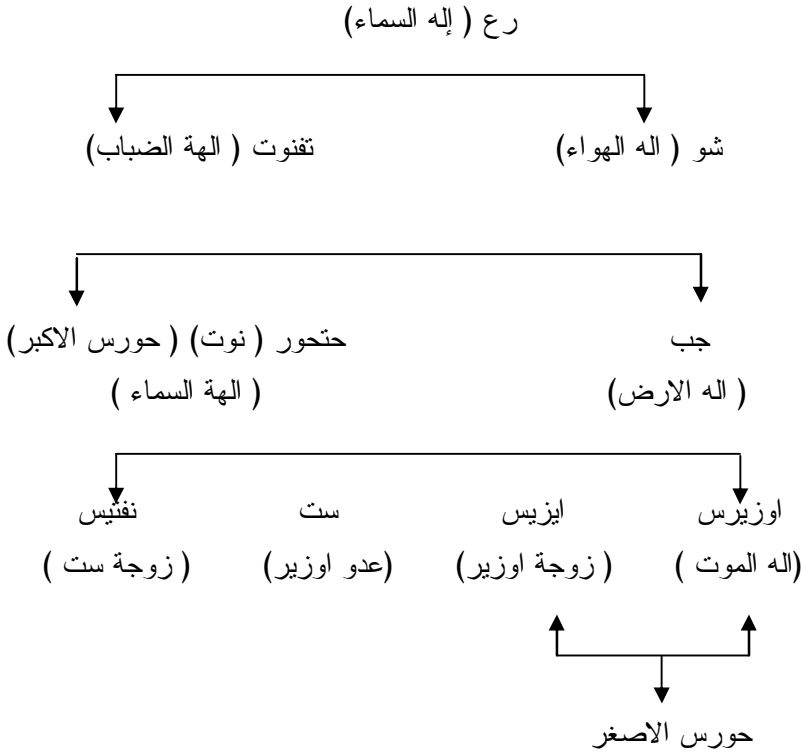 رع ( إله السماء)
شو ( اله الهواء) تفنوت ( الهة الضباب)
جب حتحور ( نوت) ( حورس الاكبر)
( اله الارض) ( الهة السماء )
اوزيرس ايزيس ست نفتيس
(اله الموت ) ( زوجة اوزير) (عدو اوزير) ( زوجة ست )
حورس الاصغر